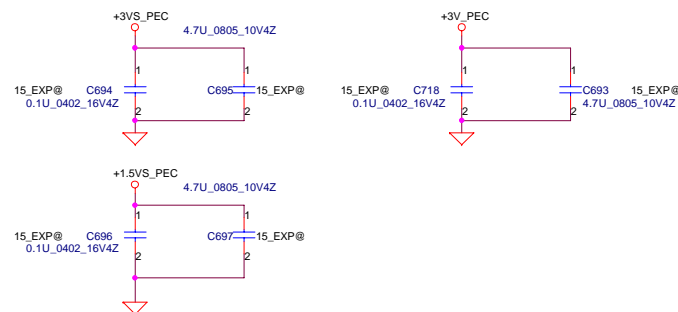 +3VS_PEC
4.7U_0805_10V4Z
1
1
15_EXP@ C694 C695 15_EXP@
0.1U_0402_16V4Z
2
2
+3V_PEC
1
1
15_EXP@ C718 C693 15_EXP@
0.1U_0402_16V4Z 4.7U_0805_10V4Z
2
2
+1.5VS_PEC
4.7U_0805_10V4Z
1
1
15_EXP@ C696 C697 15_EXP@
0.1U_0402_16V4Z
2
2